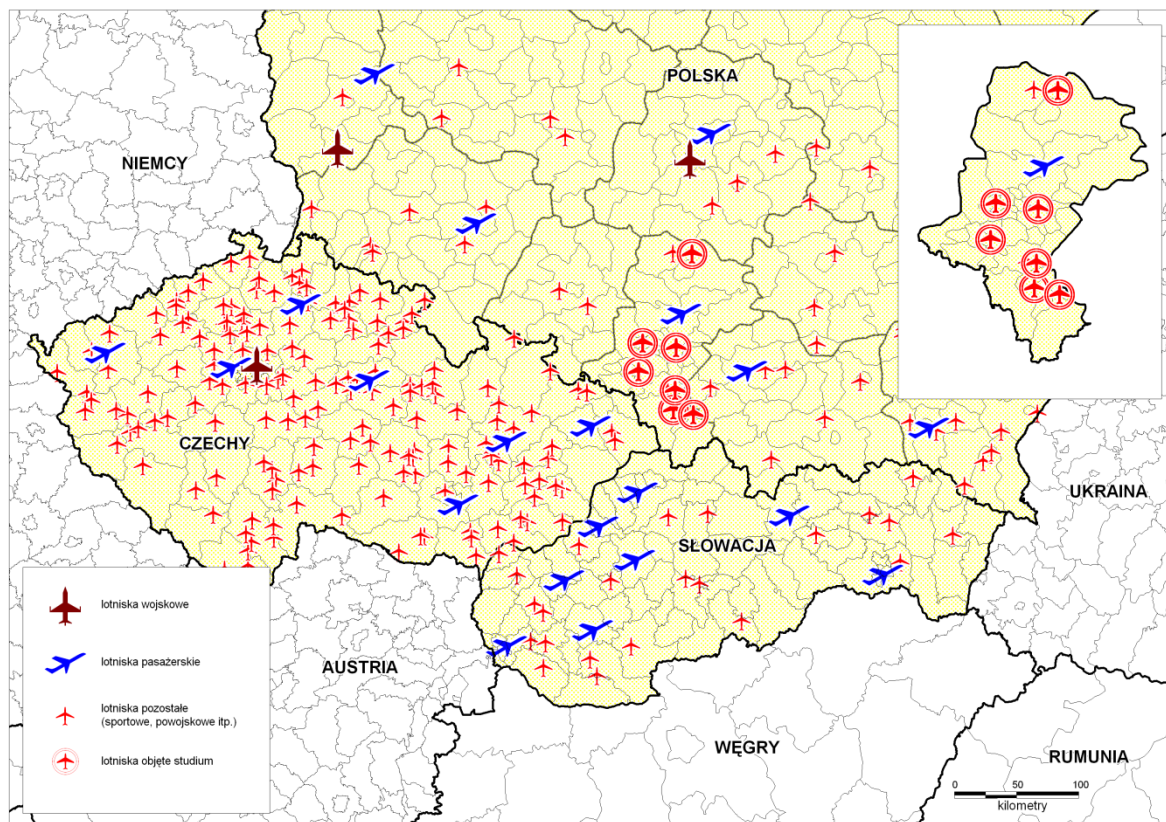 POLSKA
NIEMCY
CZECHY
UKRAINA
SŁOWACJA
AUSTRIA
WĘGRY
RUMUNIA
lotniska wojskowe
lotniska pasażerskie
lotniska pozostałe
(sportowe, powojskowe itp.)
lotniska objęte studium
0 50 100
kilometry